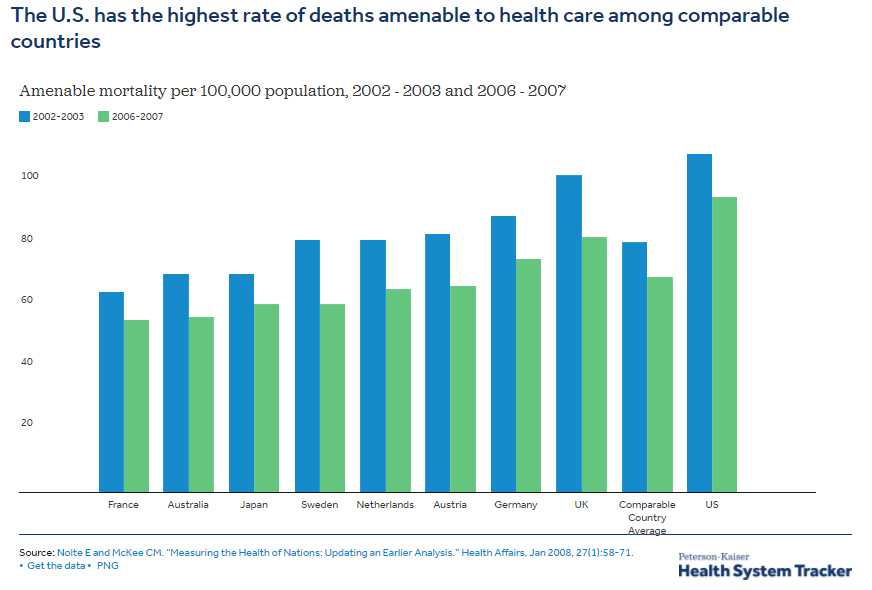 The U.S. has the highest rate of deaths amenable to health care among comparable
countries
Amenable mortality per 100,000 population, 2002 - 2003 and 2006 - 2007
2002-2003 2006-2007
100
80
60
40
20
France Australia Japan Sweden Netherlands Austria Germany UK Comparable Country Average US
Source: Nolte E and McKee CM. "Measuring the Health of Nations: Updating an Earlier Analysis." Health Affairs, Jan 2008, 27(1):58-71.
• Get the data • PNG
Peterson-Kaiser
Health System Tracker